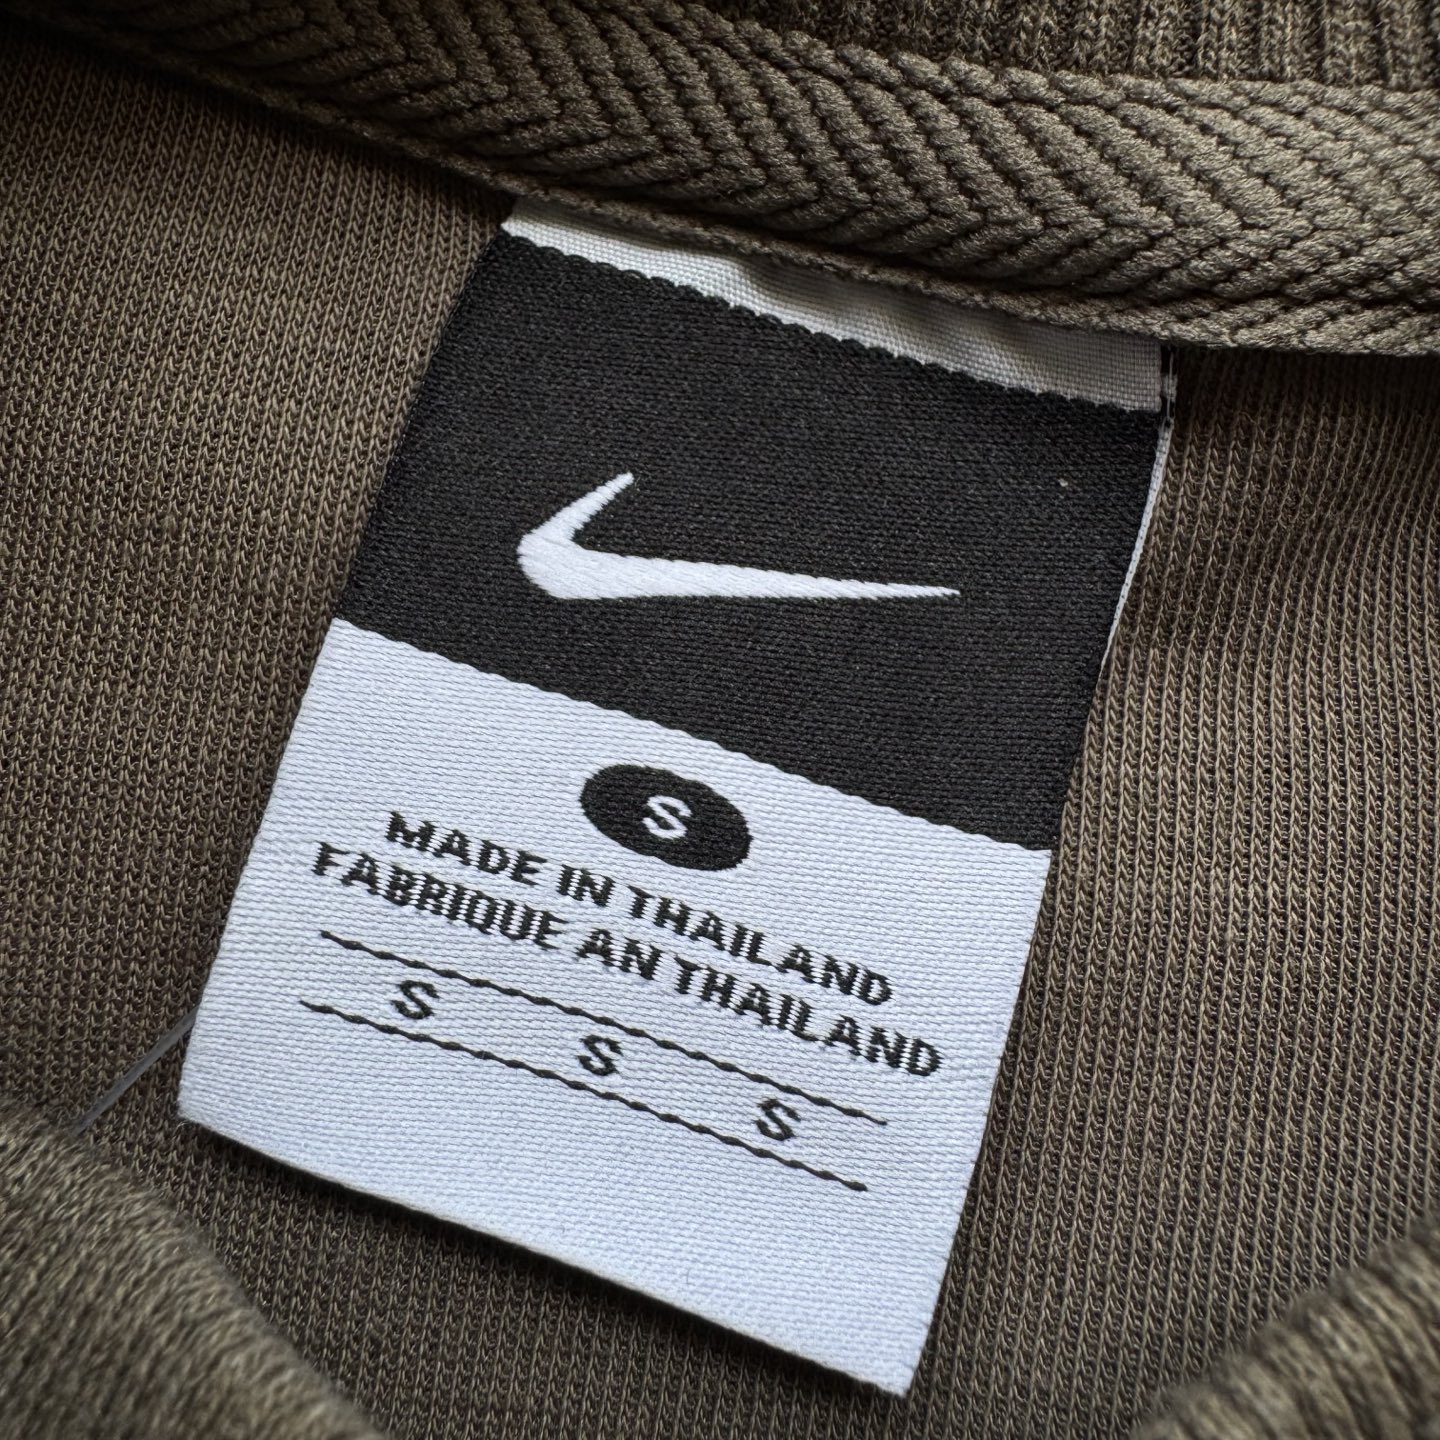 S
MADE IN THAILAND
FABRIQUE AN THAILAND
S S S